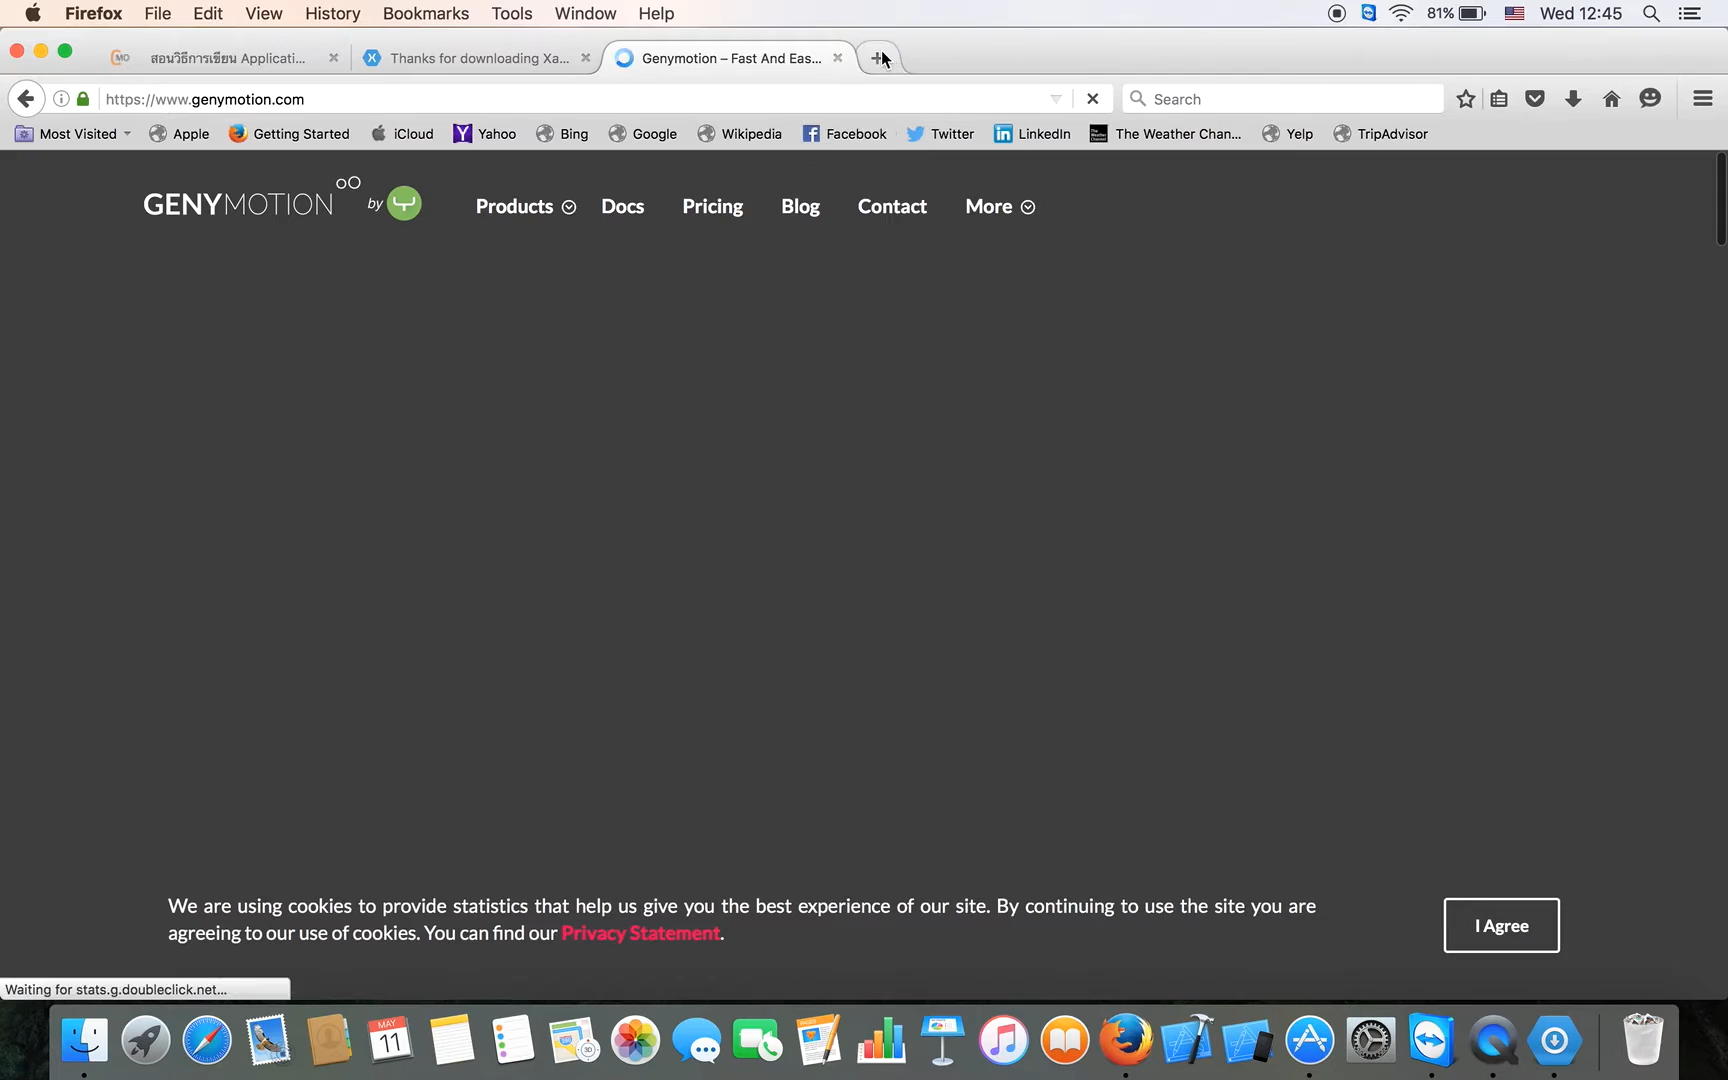 Firefox File Edit View History Bookmarks Tools Window Help 81% Wed 12:45
สอนวิธีการเขียน Applicati... Thanks for downloading Xa... Genymotion – Fast And Eas...
https://www.genymotion.com Search
Most Visited Apple Getting Started iCloud Yahoo Bing Google Wikipedia Facebook Twitter LinkedIn The Weather Chan... Yelp TripAdvisor
GENYMOTION by Products Docs Pricing Blog Contact More
We are using cookies to provide statistics that help us give you the best experience of our site. By continuing to use the site you are
agreeing to our use of cookies. You can find our Privacy Statement.
I Agree
Waiting for stats.g.doubleclick.net...
MAY
11